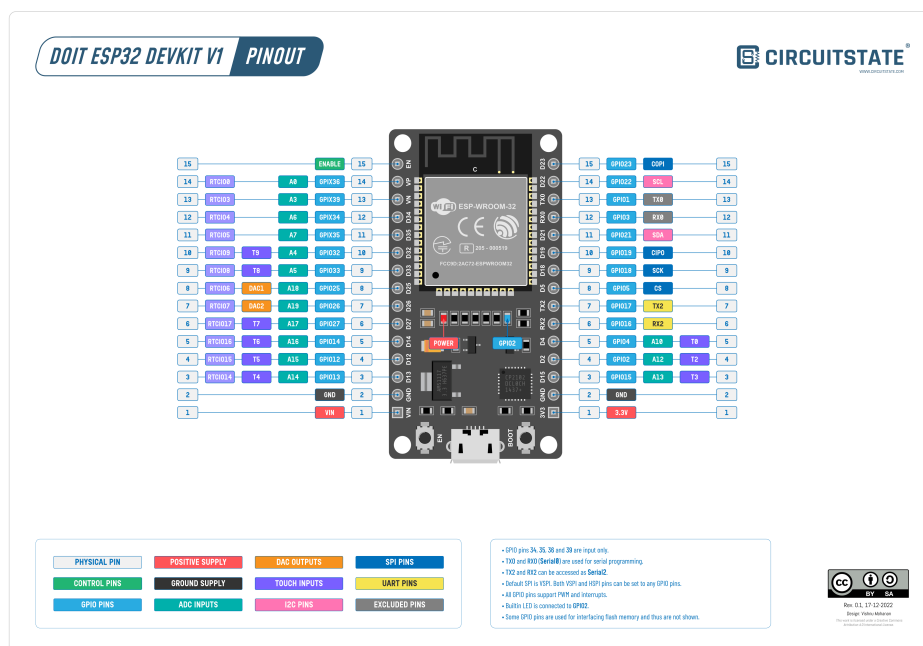 DOIT ESP32 DEVKIT V1 PINOUT
CIRCUITSTATE®
WWW.CIRCUITSTATE.COM
15 ENABLE 15 EN D23 15 GPIO23 COPI 15
14 RTCIO0 A0 GPIX36 14 VP D22 14 GPIO22 SCL 14
13 RTCIO3 A3 GPIX39 13 VN TX0 13 GPIO1 TX0 13
12 RTCIO4 A6 GPIX34 12 D34 RX0 12 GPIO3 RX0 12
11 RTCIO5 A7 GPIX35 11 D35 D21 11 GPIO21 SDA 11
10 RTCIO9 T9 A4 GPIO32 10 D32 D19 10 GPIO19 CIPO 10
9 RTCIO8 T8 A5 GPIO33 9 D33 D18 9 GPIO18 SCK 9
8 RTCIO6 DAC1 A18 GPIO25 8 D25 D5 8 GPIO5 CS 8
7 RTCIO7 DAC2 A19 GPIO26 7 D26 TX2 7 GPIO17 TX2 7
6 RTCIO17 T7 A17 GPIO27 6 D27 RX2 6 GPIO16 RX2 6
5 RTCIO16 T6 A16 GPIO14 5 D14 D4 5 GPIO4 A10 T0 5
4 RTCIO15 T5 A15 GPIO12 4 D12 D2 4 GPIO2 A12 T2 4
3 RTCIO14 T4 A14 GPIO13 3 D13 D15 3 GPIO15 A13 T3 3
2 GND 2 GND GND 2 GND 2
1 VIN 1 VIN 3V3 1 3.3V 1
C
WiFi ESP-WROOM-32
CE
R 205-000519
FCCSD:2AC72-ESPWROOM32
POWER
GPIO2
EN
BOOT
PHYSICAL PIN POSITIVE SUPPLY DAC OUTPUTS SPI PINS
CONTROL PINS GROUND SUPPLY TOUCH INPUTS UART PINS
GPIO PINS ADC INPUTS I2C PINS EXCLUDED PINS
• GPIO pins 34, 35, 36 and 39 are input only.
• TX0 and RX0 (Serial0) are used for serial programming.
• TX2 and RX2 can be accessed as Serial2.
• Default SPI is VSPI. Both VSPI and HSPI pins can be set to any GPIO pins.
• All GPIO pins support PWM and interrupts.
• Builtin LED is connected to GPIO2.
• Some GPIO pins are used for interfacing flash memory and thus are not shown.
CC BY SA
Rev. 0.1, 17-12-2022
Design: Vishnu Mohanan